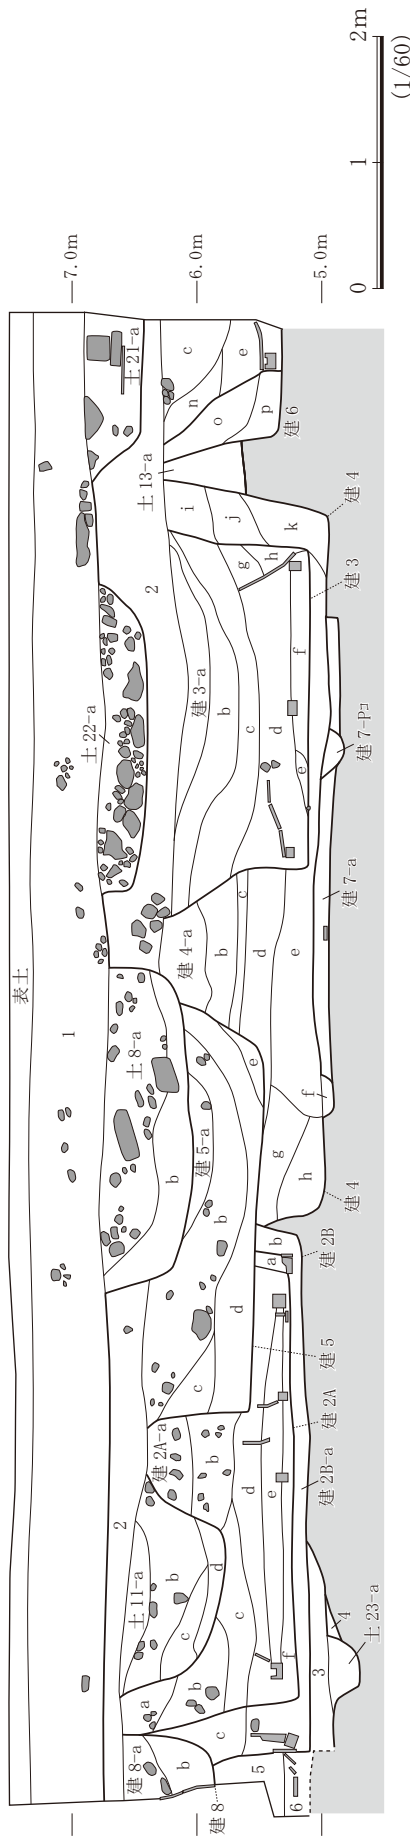 表土
1
2
2
7.0m
6.0m
5.0m
0 1 2m
(1/60)
土21-a
土22-a
土8-a
b
土13-a
土11-a
b
c
d
建8-a
b
建8
a
b
c
建2A-a
b
c
d
e
f
建5-a
b
c
d
e
建4-a
b
c
d
e
f
g
h
i
j
k
建3-a
b
c
d
e
f
g
h
c
e
n
o
p
建6
建4
建3
建7-Pコ
建7-a
建4
a
b
建2B
建5
建2A
建2B-a
3
4
土23-a
5
6